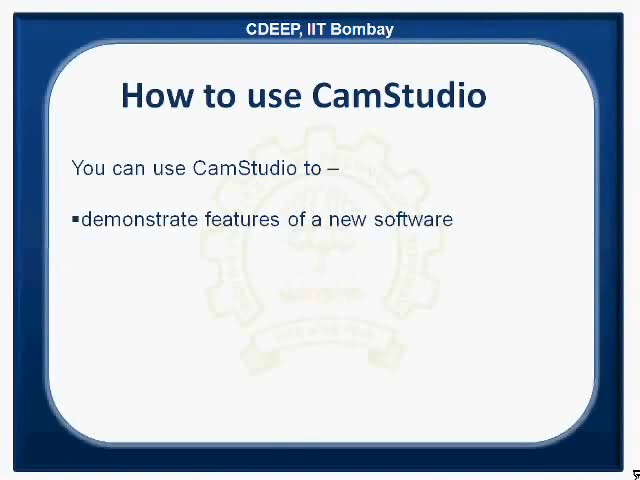 CDEEP, IIT Bombay
How to use CamStudio
You can use CamStudio to –
▪demonstrate features of a new software